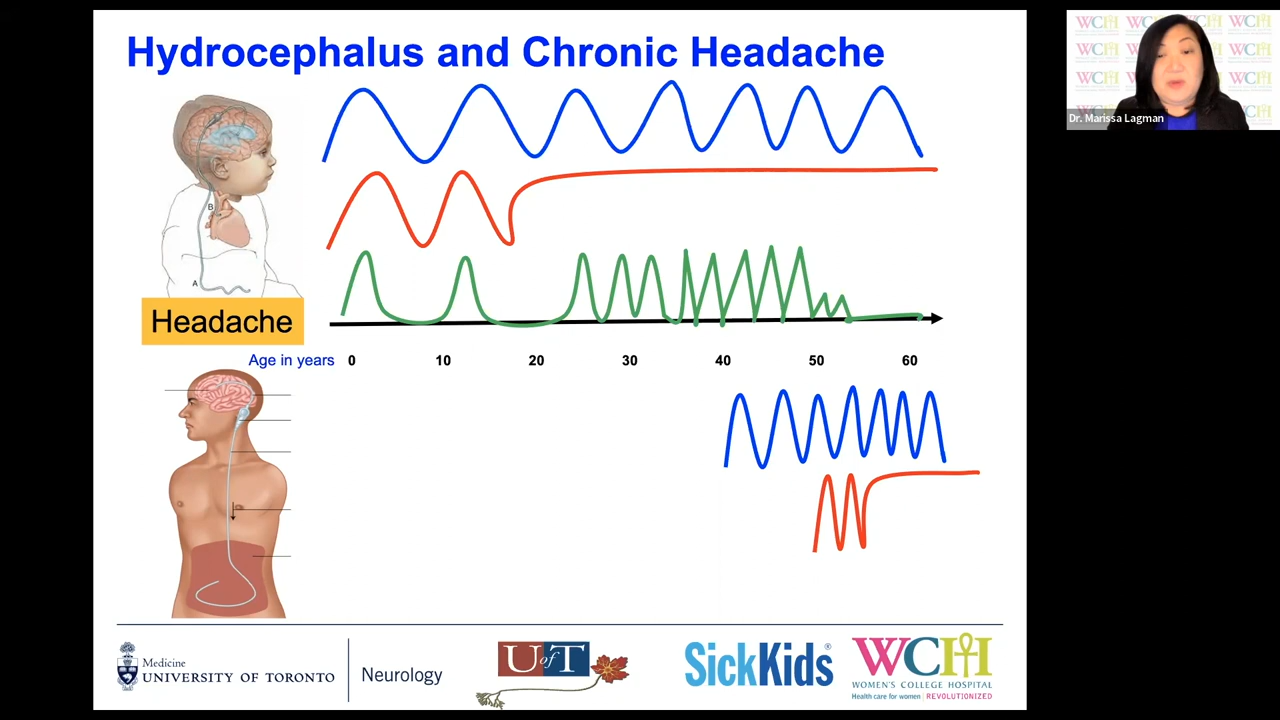 Hydrocephalus and Chronic Headache
Dr. Marissa Lagman
B
A
Headache
Age in years 0 10 20 30 40 50 60
Medicine
UNIVERSITY OF TORONTO
Neurology
U of T
SickKids®
WCH
WOMEN'S COLLEGE HOSPITAL
Health care for women REVOLUTIONIZED